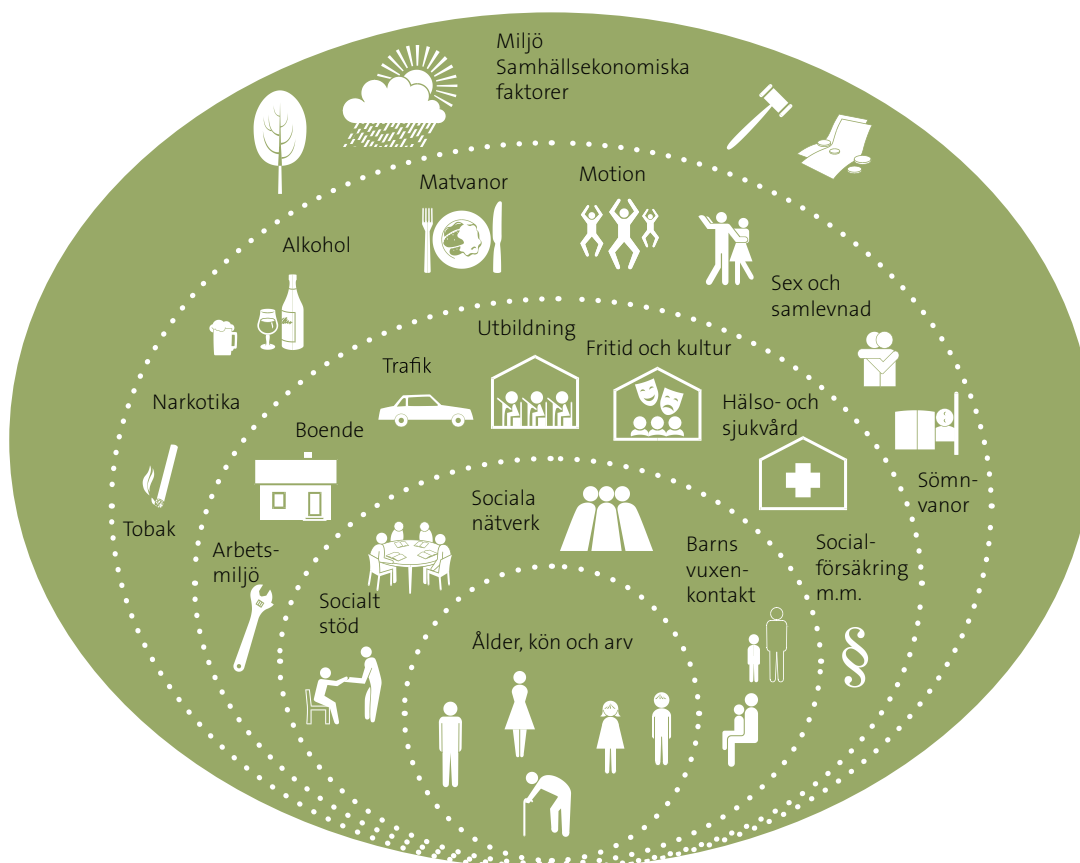 Miljö
Samhällsekonomiska
faktorer
Matvanor
Motion
Alkohol
Sex och
samlevnad
Utbildning
Fritid och kultur
Trafik
Narkotika
Hälso- och
sjukvård
Boende
Sömn-
vanor
Sociala
nätverk
Tobak
Arbets-
miljö
Barns
vuxen-
kontakt
Social-
försäkring
m.m.
Socialt
stöd
Ålder, kön och arv
§